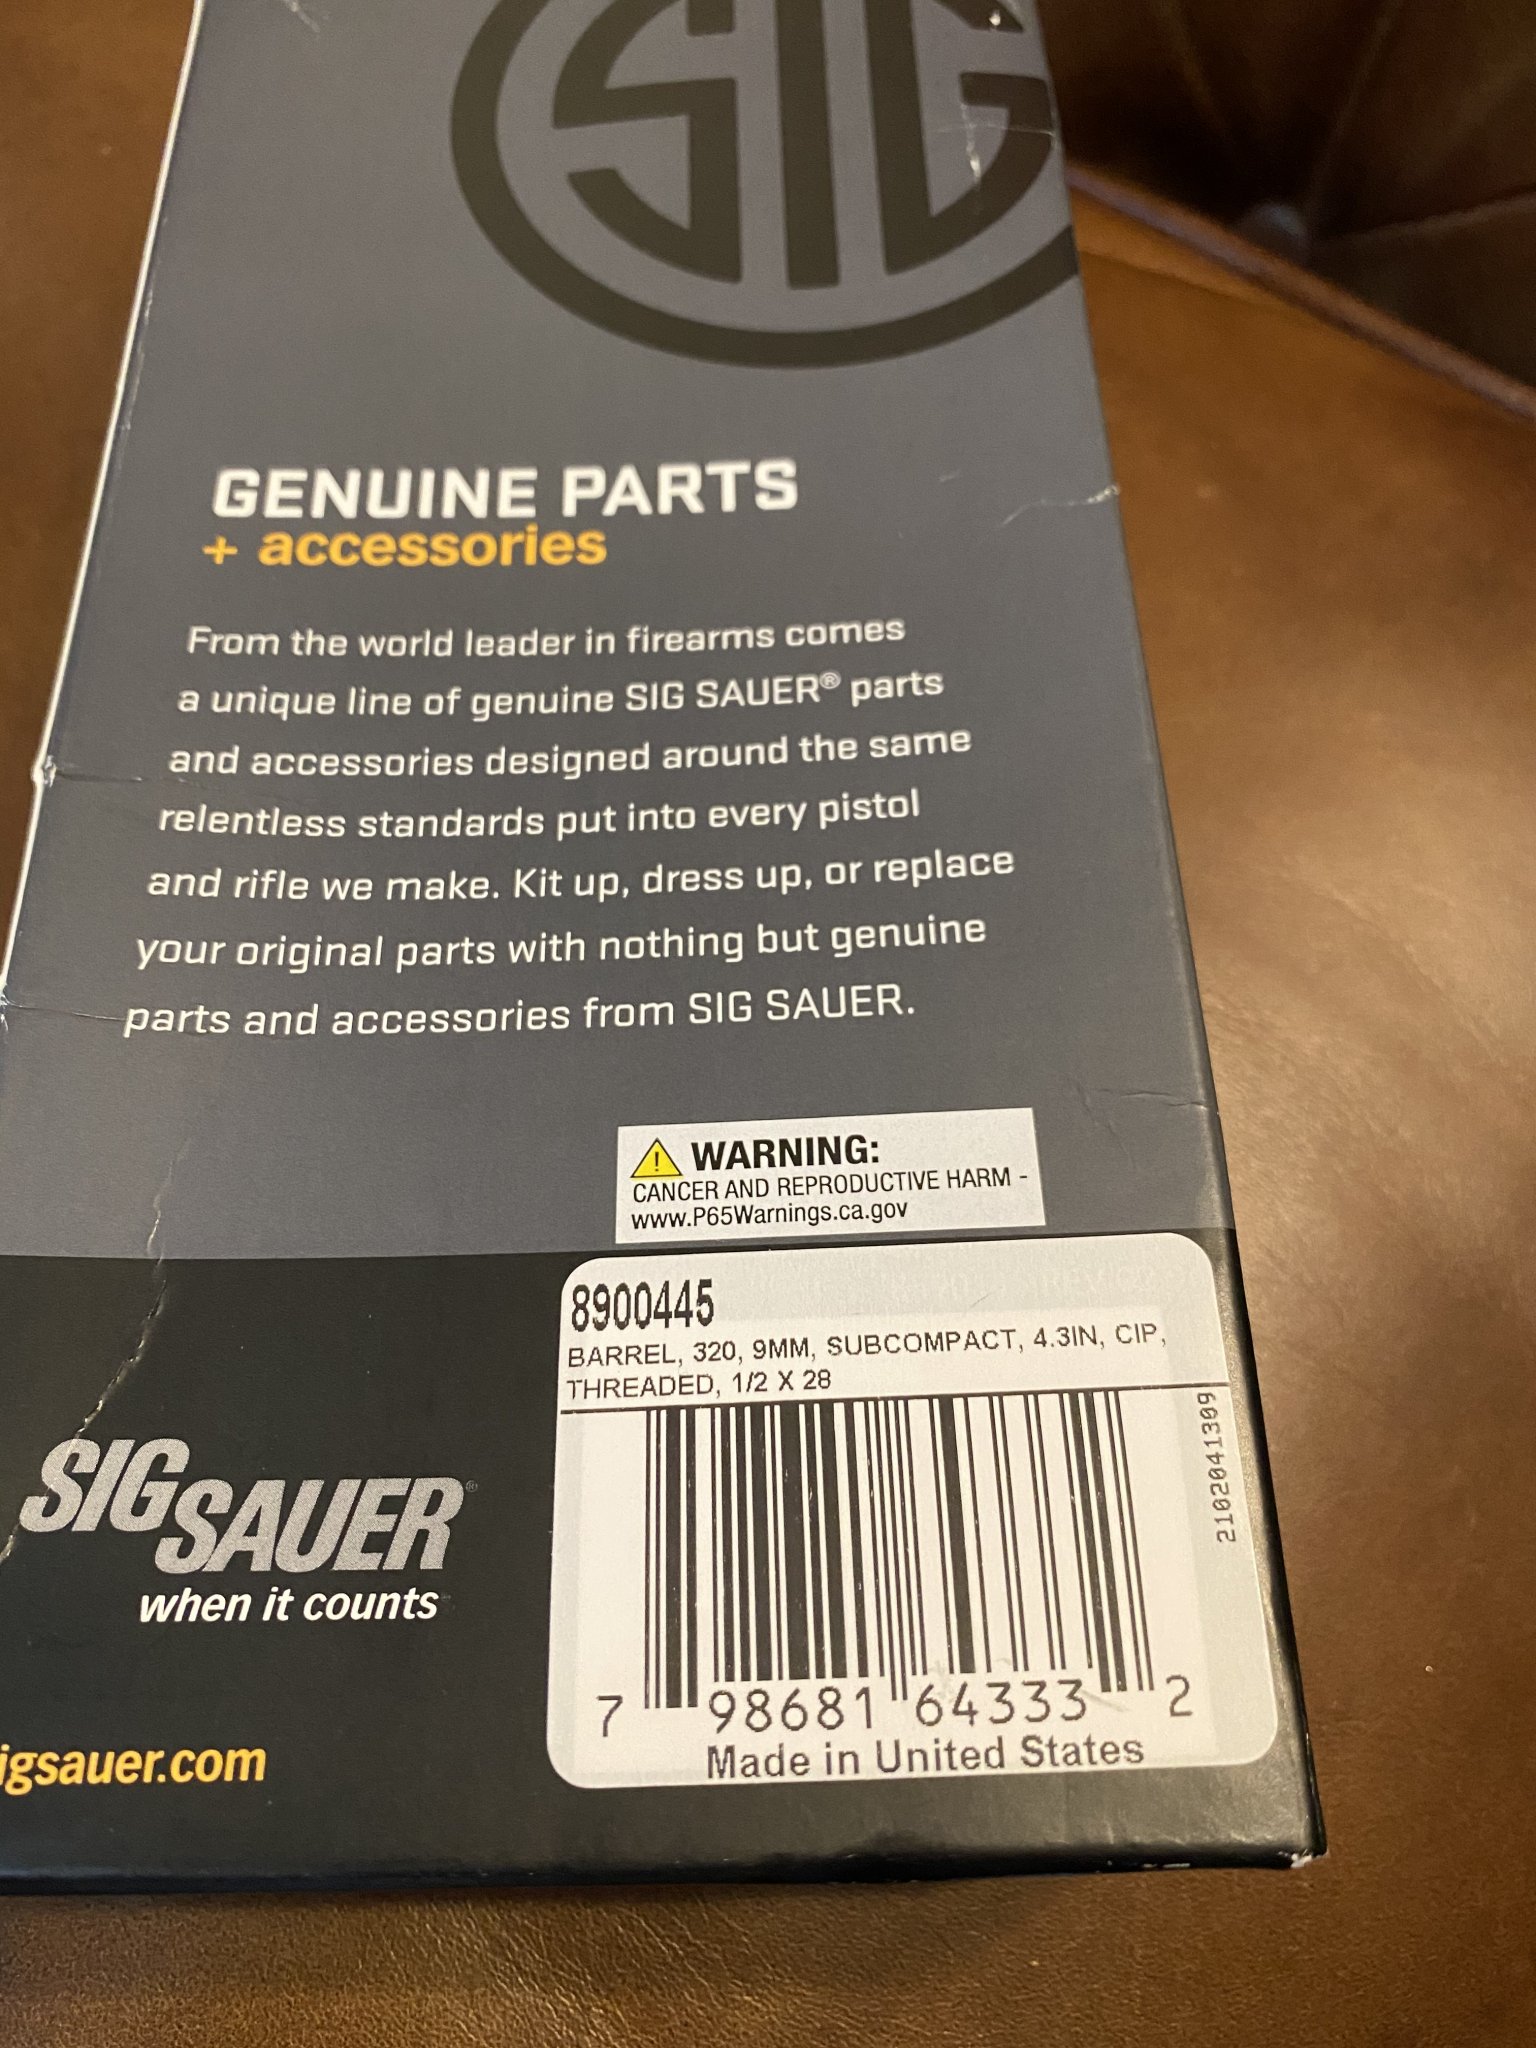 SIG
GENUINE PARTS
+ accessories
From the world leader in firearms comes
a unique line of genuine SIG SAUER® parts
and accessories designed around the same
relentless standards put into every pistol
and rifle we make. Kit up, dress up, or replace
your original parts with nothing but genuine
parts and accessories from SIG SAUER.
WARNING:
CANCER AND REPRODUCTIVE HARM -
www.P65Warnings.ca.gov
8900445
BARREL, 320, 9MM, SUBCOMPACT, 4.3IN, CIP,
THREADED, 1/2 X 28
2102041309
7 98681 64333 2
Made in United States
SIG SAUER®
when it counts
igsauer.com